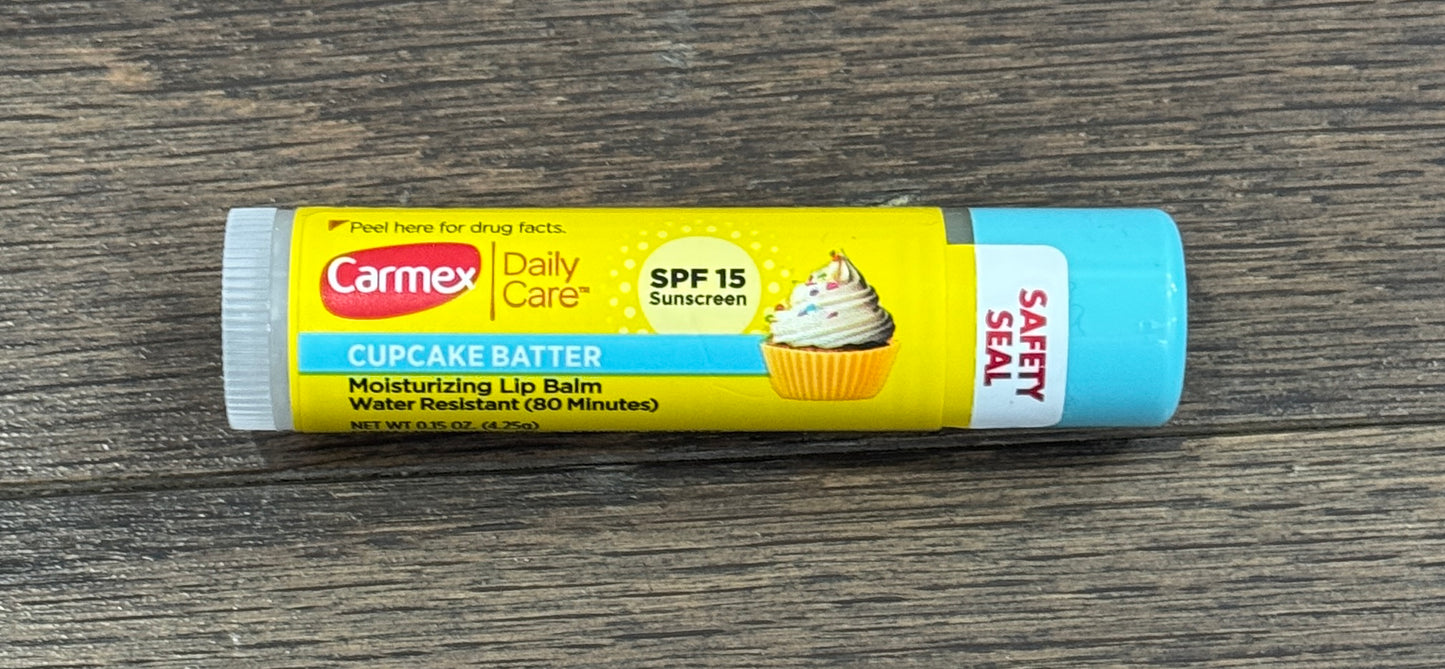 Peel here for drug facts.
Carmex
Daily
Care™
SPF 15
Sunscreen
CUPCAKE BATTER
Moisturizing Lip Balm
Water Resistant (80 Minutes)
NET WT 0.15 OZ. (4.25g)
SAFETY
SEAL